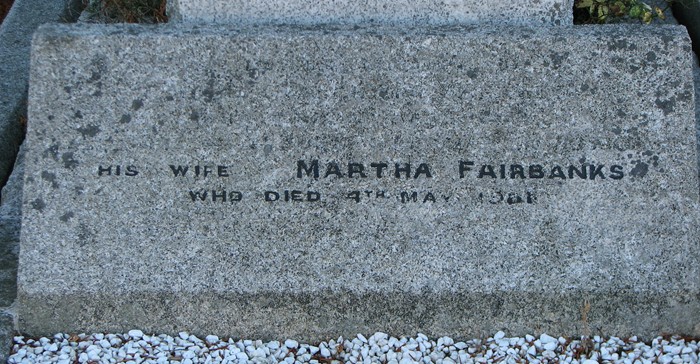 HIS WIFE MARTHA FAIRBANKS
WHO DIED 4TH MAY